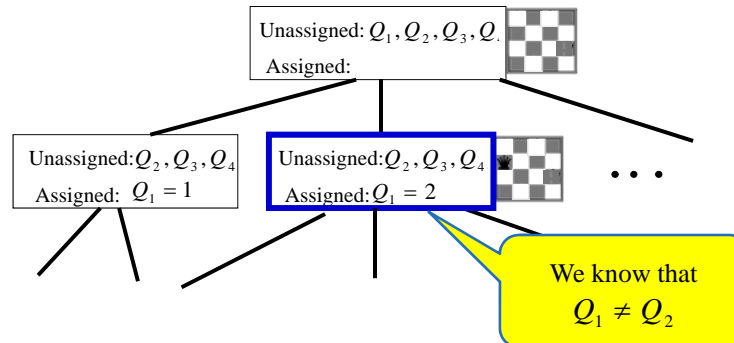 Unassigned: Q₁, Q₂, Q₃, Q
Assigned:
Unassigned:Q₂, Q₃, Q₄
Assigned: Q₁ = 1
Unassigned:Q₂, Q₃, Q₄
Assigned:Q₁ = 2
• • •
We know that
Q₁ ≠ Q₂